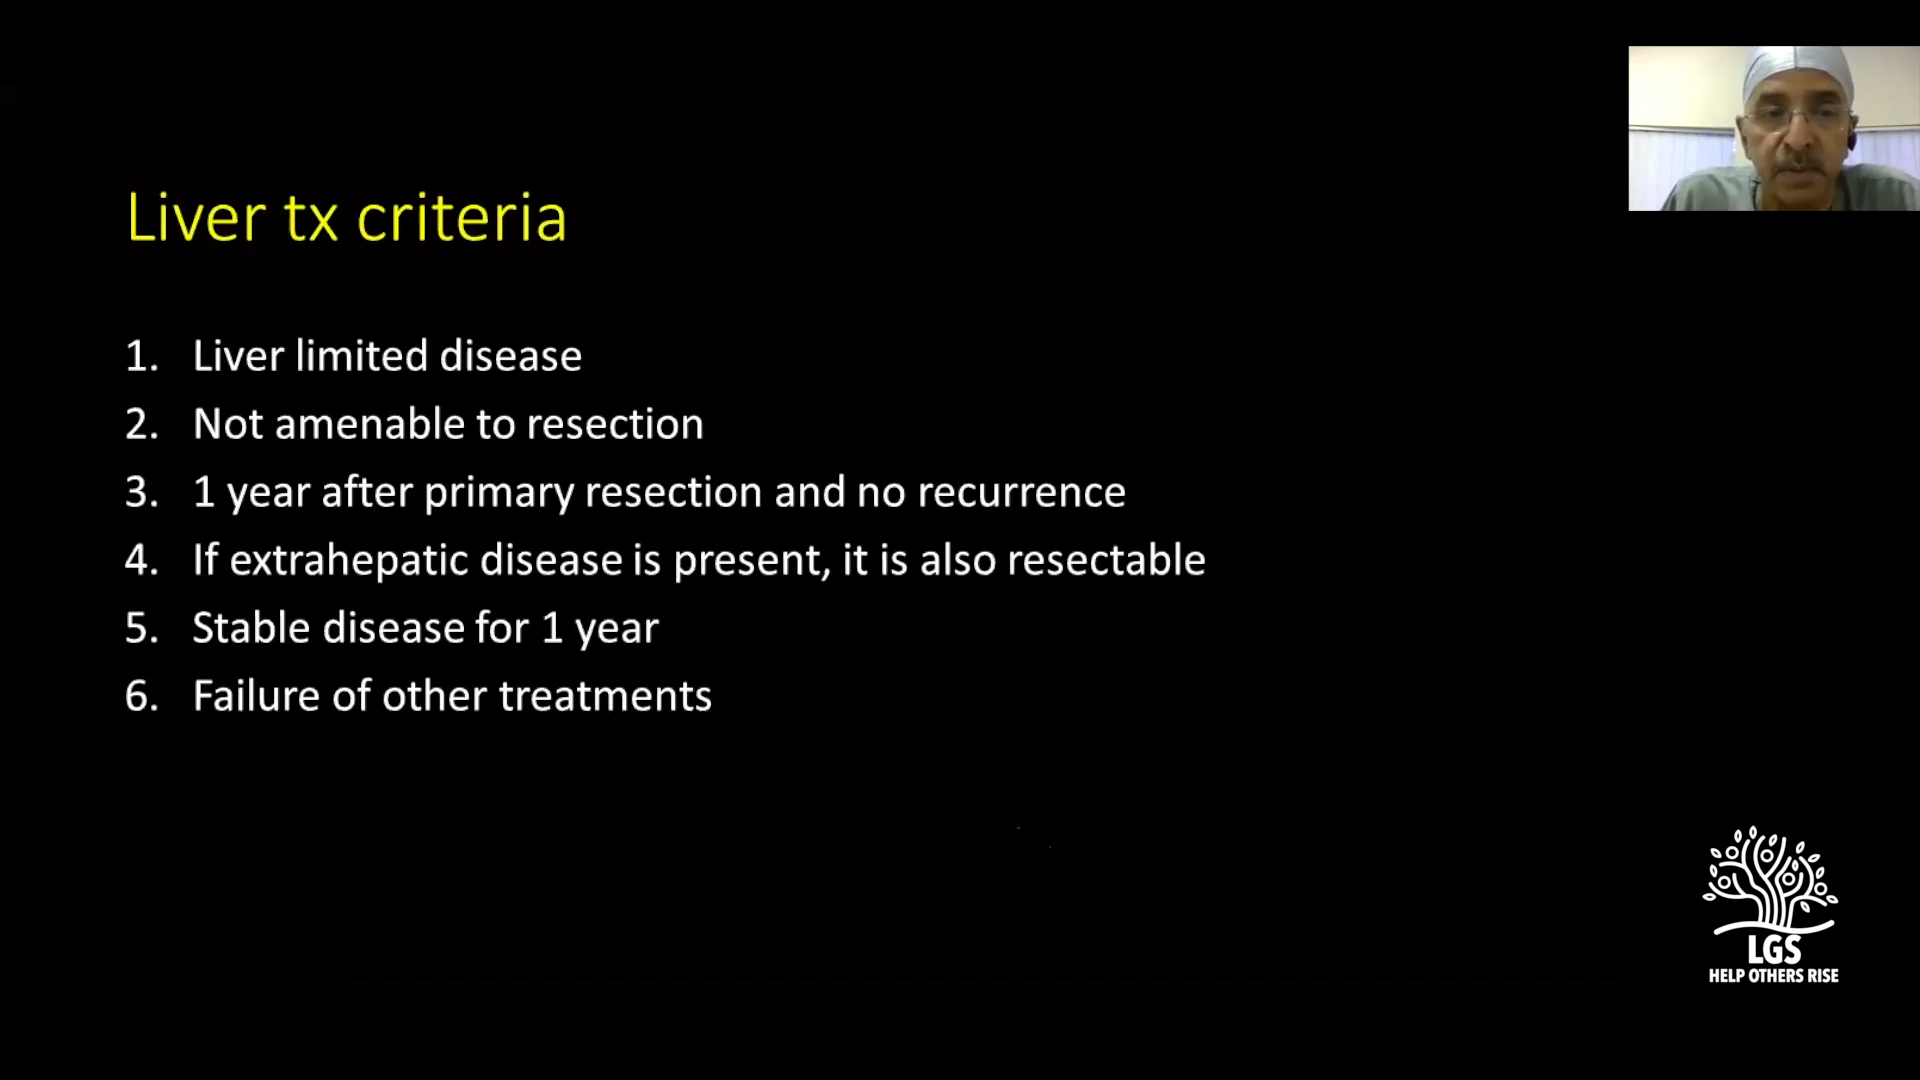 Liver tx criteria
1. Liver limited disease
2. Not amenable to resection
3. 1 year after primary resection and no recurrence
4. If extrahepatic disease is present, it is also resectable
5. Stable disease for 1 year
6. Failure of other treatments
LGS
HELP OTHERS RISE